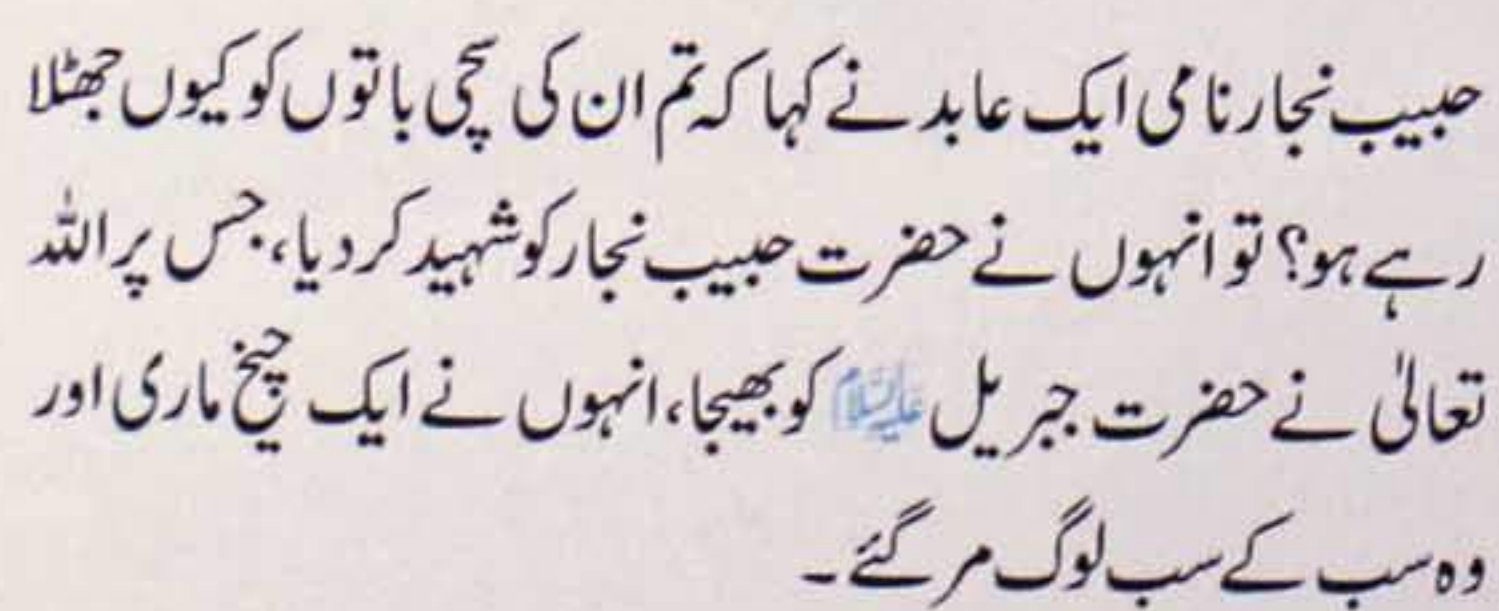 حبیب نجار نامی ایک عابد نے کہا کہ تم ان کی سچی باتوں کو کیوں جھٹلا
رہے ہو؟ تو انہوں نے حضرت حبیب نجار کو شہید کر دیا، جس پر اللہ
تعالیٰ نے حضرت جبریل علیہ السلام کو بھیجا، انہوں نے ایک چیخ ماری اور
وہ سب کے سب لوگ مر گئے۔